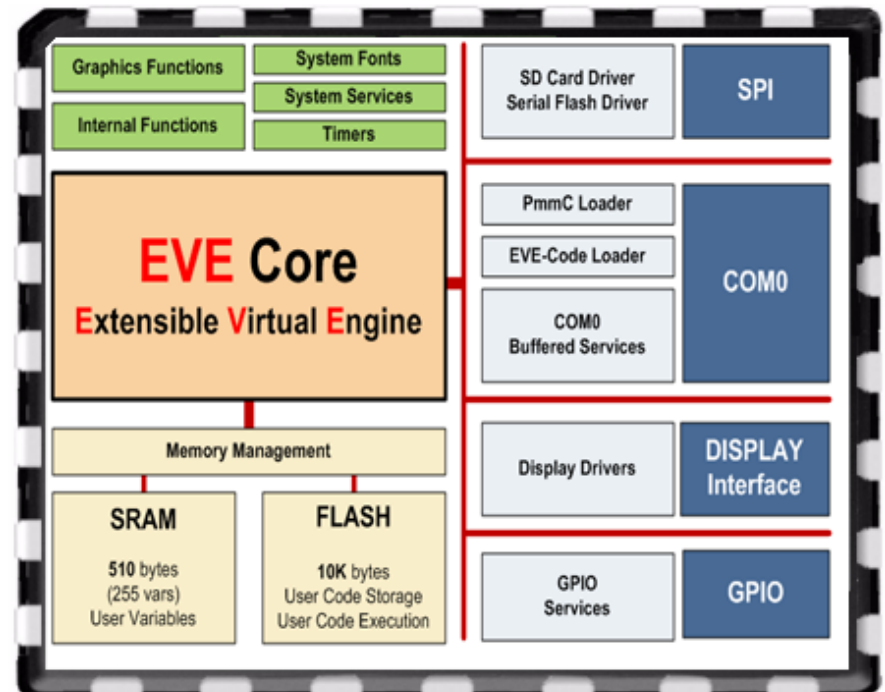 Graphics Functions
Internal Functions
System Fonts
System Services
Timers
EVE Core
Extensible Virtual Engine
Memory Management
SRAM
510 bytes
(255 vars)
User Variables
FLASH
10K bytes
User Code Storage
User Code Execution
SD Card Driver
Serial Flash Driver
SPI
PmmC Loader
EVE-Code Loader
COM0
Buffered Services
COM0
Display Drivers
DISPLAY
Interface
GPIO
Services
GPIO